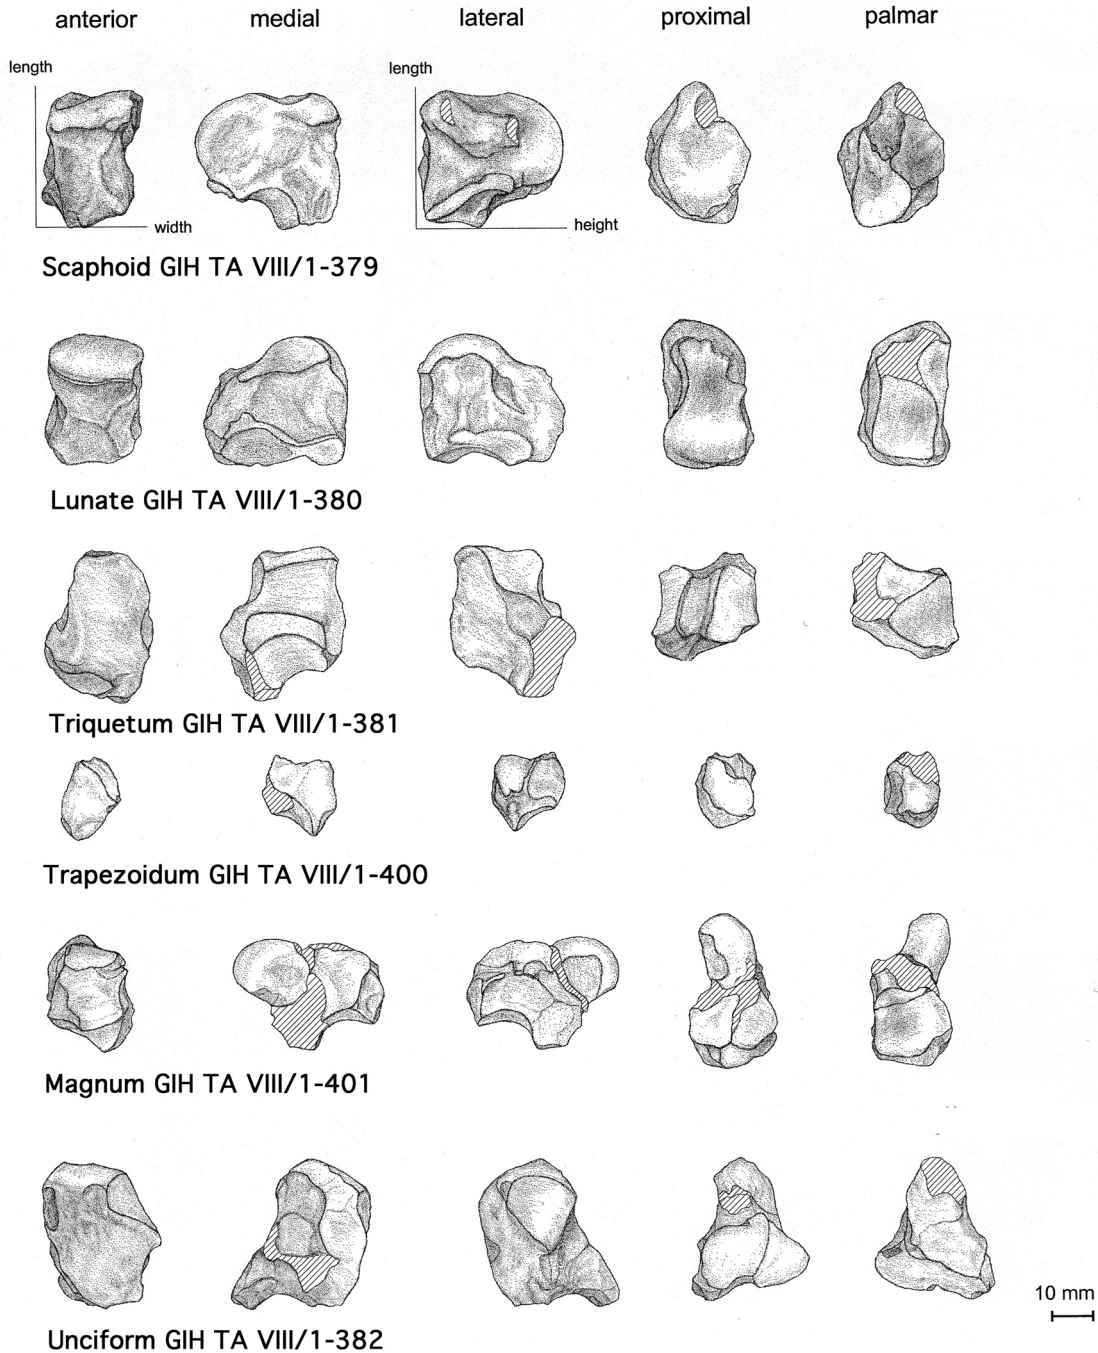 anterior medial lateral proximal palmar
length length
width height
Scaphoid GIH TA VIII/1-379
Lunate GIH TA VIII/1-380
Triquetum GIH TA VIII/1-381
Trapezoidum GIH TA VIII/1-400
Magnum GIH TA VIII/1-401
10 mm
Unciform GIH TA VIII/1-382